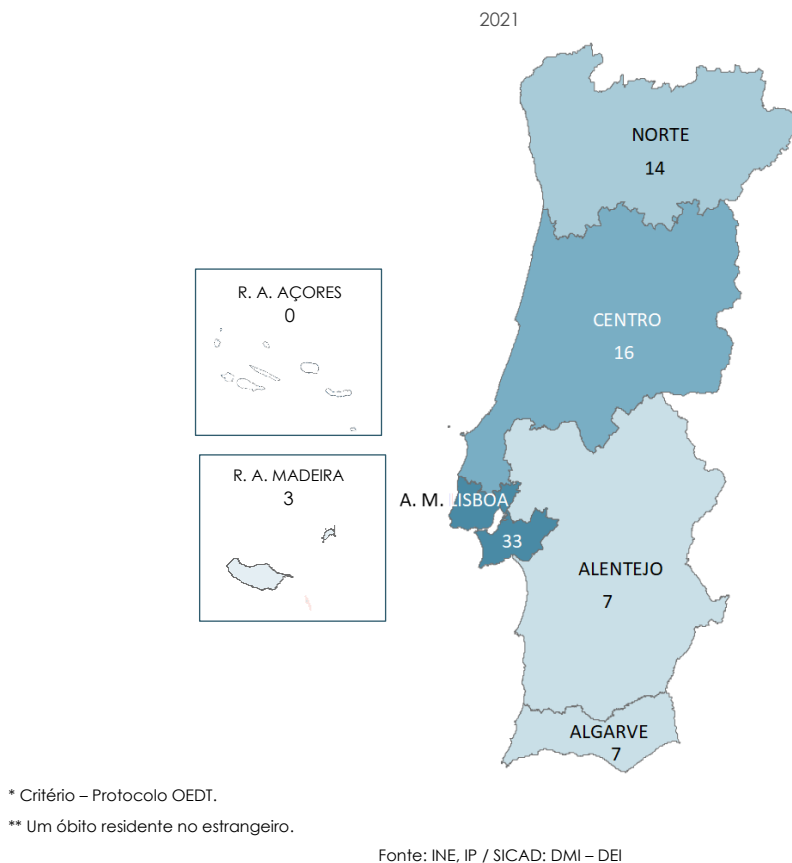 2021
NORTE
14
R. A. AÇORES
0
CENTRO
16
R. A. MADEIRA
3
A. M. LISBOA
33
ALENTEJO
7
ALGARVE
7
* Critério – Protocolo OEDT.
** Um óbito residente no estrangeiro.
Fonte: INE, IP / SICAD: DMI – DEI